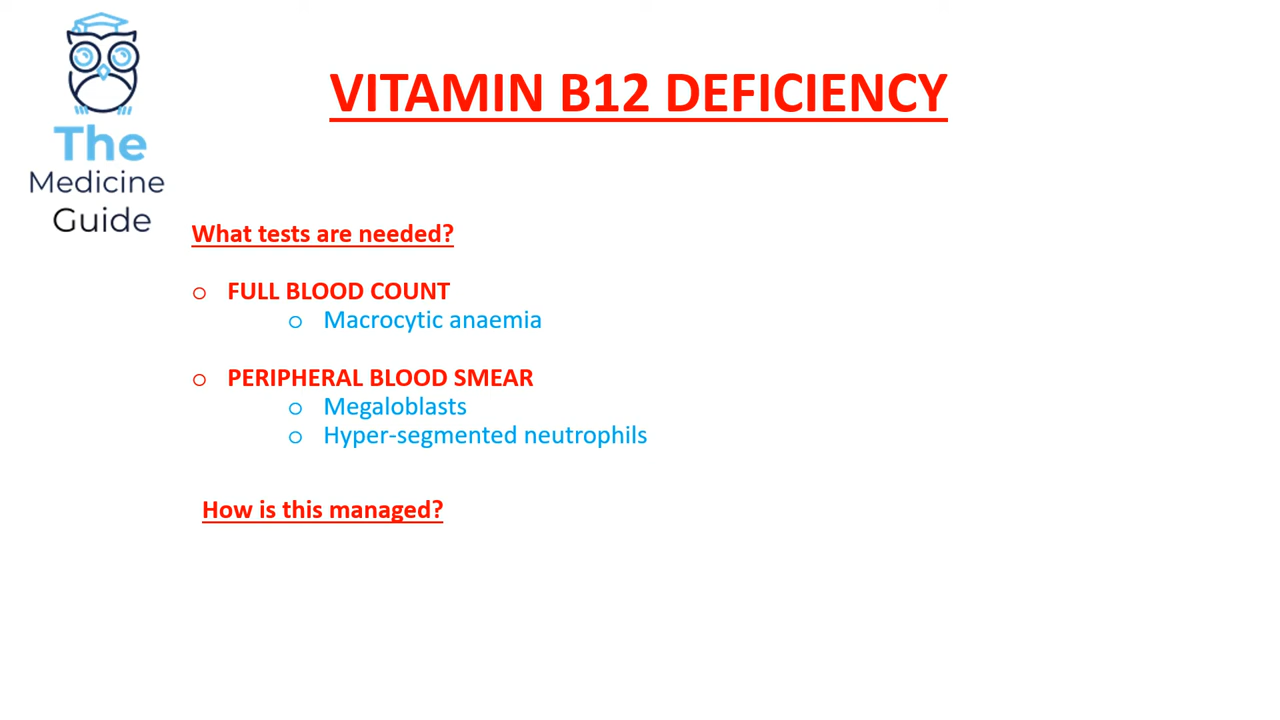 The
Medicine
Guide
VITAMIN B12 DEFICIENCY
What tests are needed?
o FULL BLOOD COUNT
o Macrocytic anaemia
o PERIPHERAL BLOOD SMEAR
o Megaloblasts
o Hyper-segmented neutrophils
How is this managed?